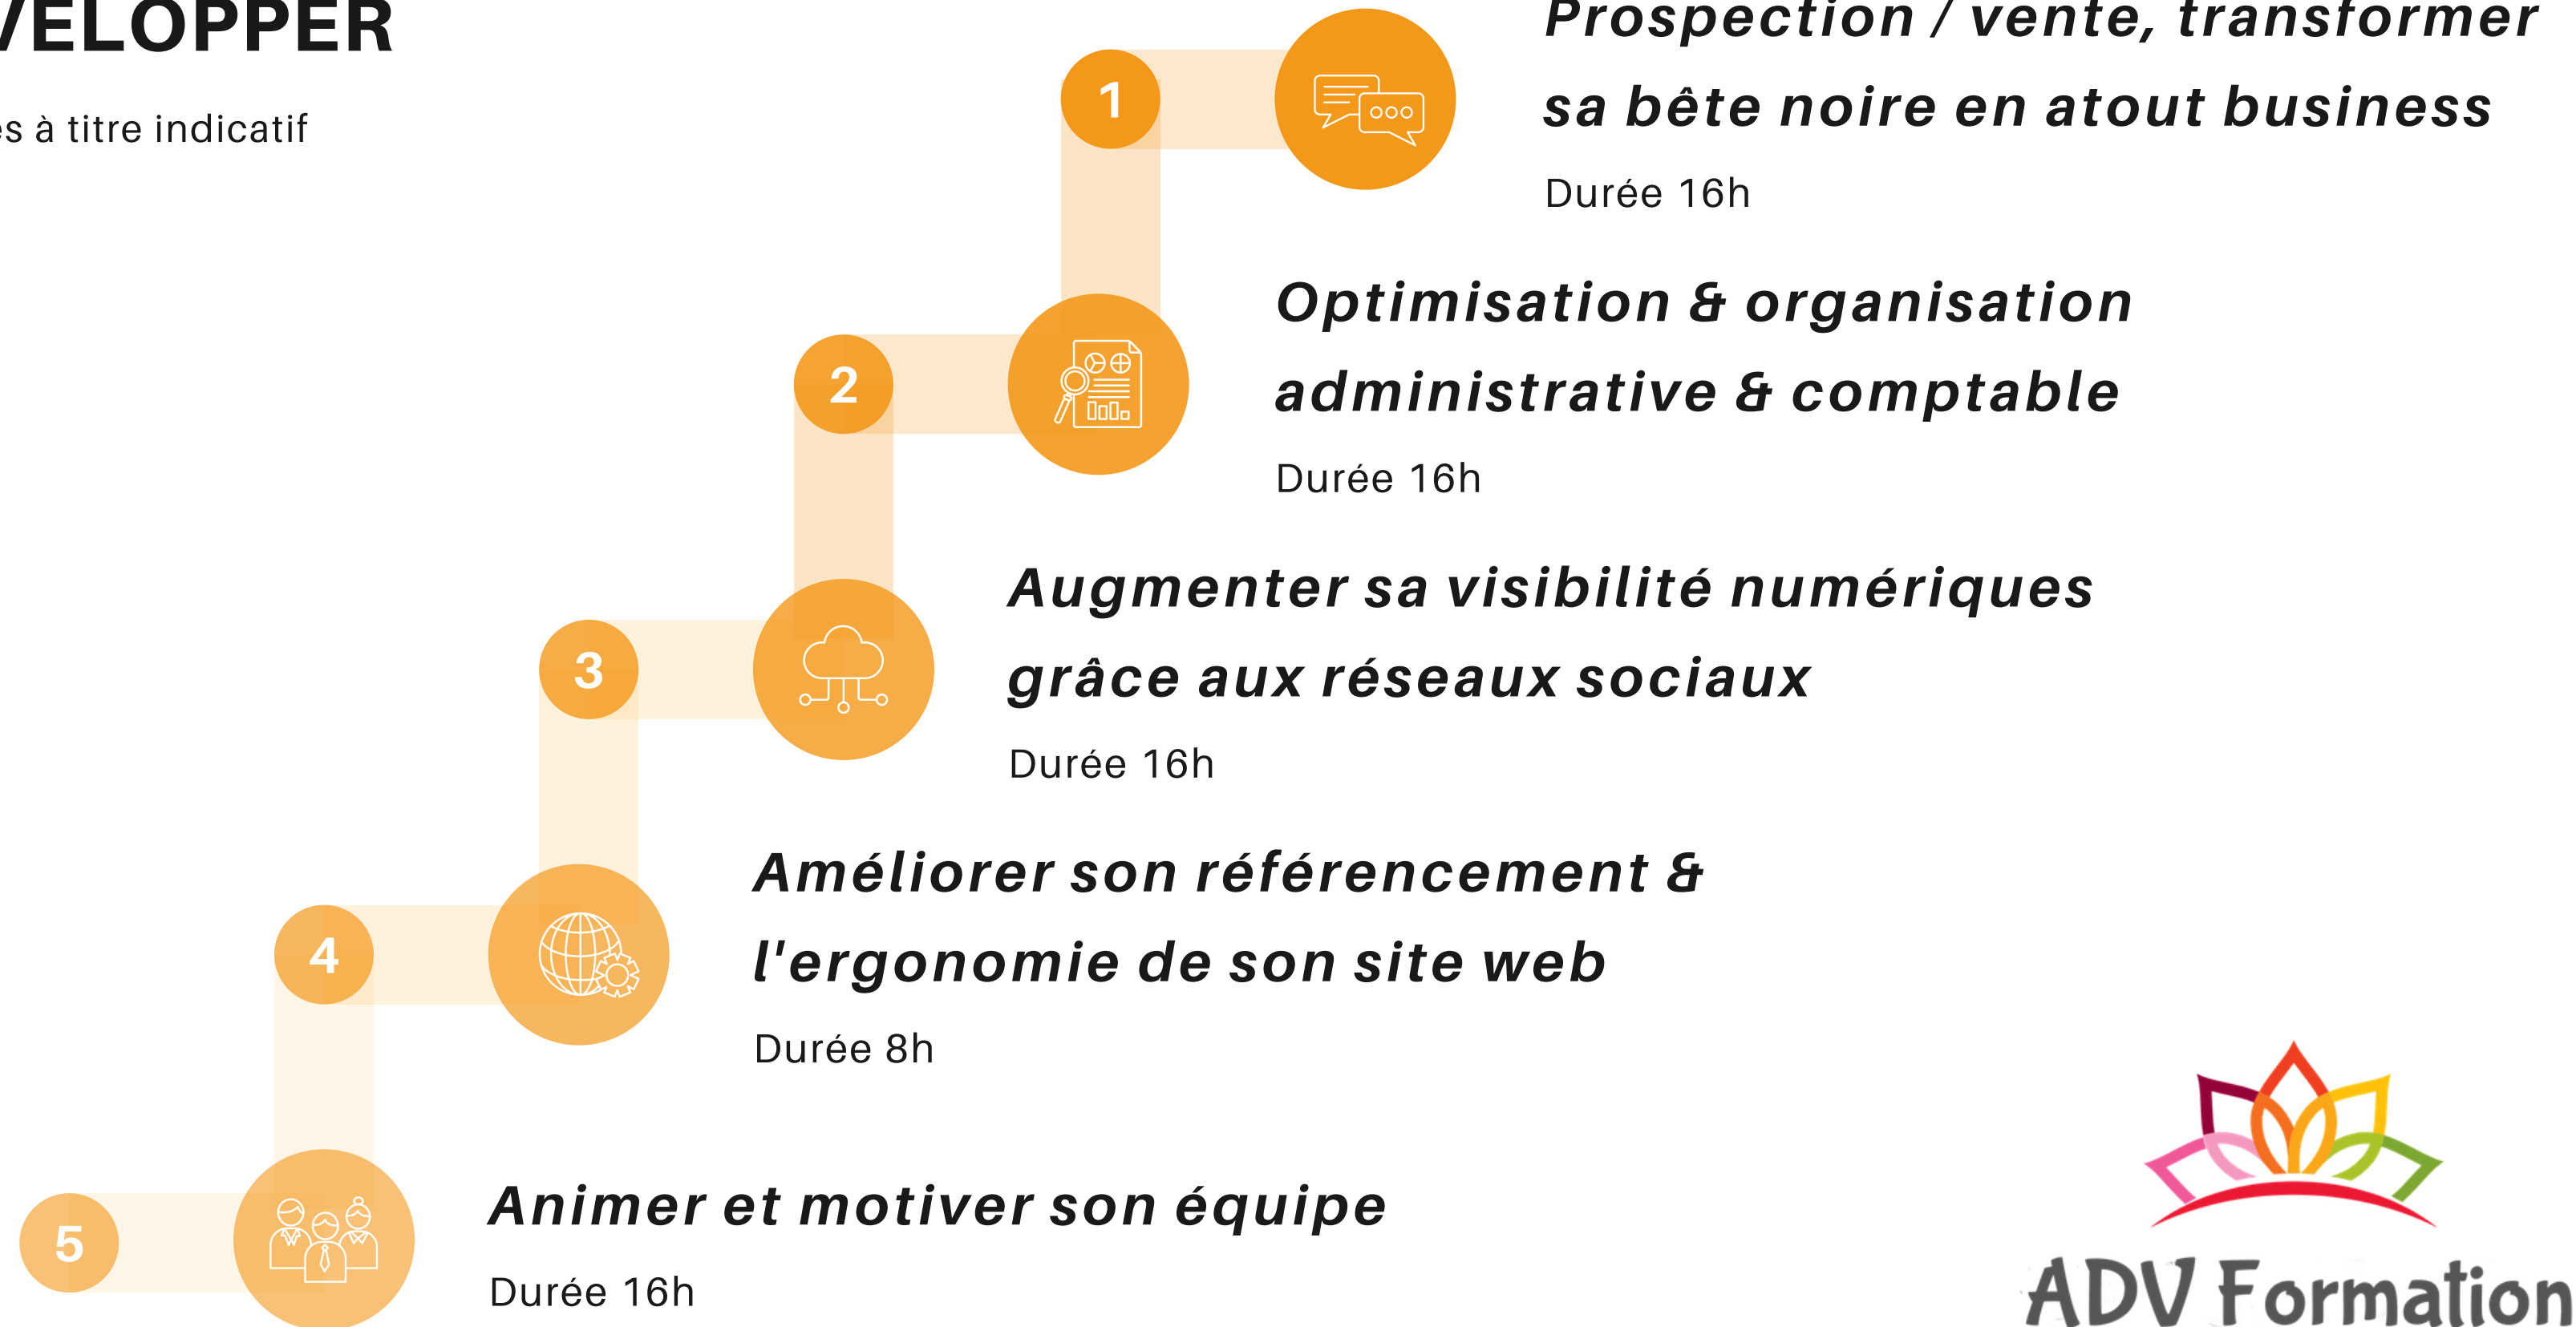 VELOPPER
es à titre indicatif
1
Prospection / vente, transformer
sa bête noire en atout business
Durée 16h
2
Optimisation & organisation
administrative & comptable
Durée 16h
3
Augmenter sa visibilité numériques
grâce aux réseaux sociaux
Durée 16h
4
Améliorer son référencement &
l'ergonomie de son site web
Durée 8h
5
Animer et motiver son équipe
Durée 16h
ADV Formation